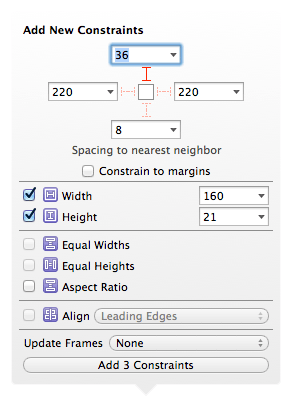 Add New Constraints
36
220 220
8
Spacing to nearest neighbor
Constrain to margins
Width 160
Height 21
Equal Widths
Equal Heights
Aspect Ratio
Align Leading Edges
Update Frames None
Add 3 Constraints